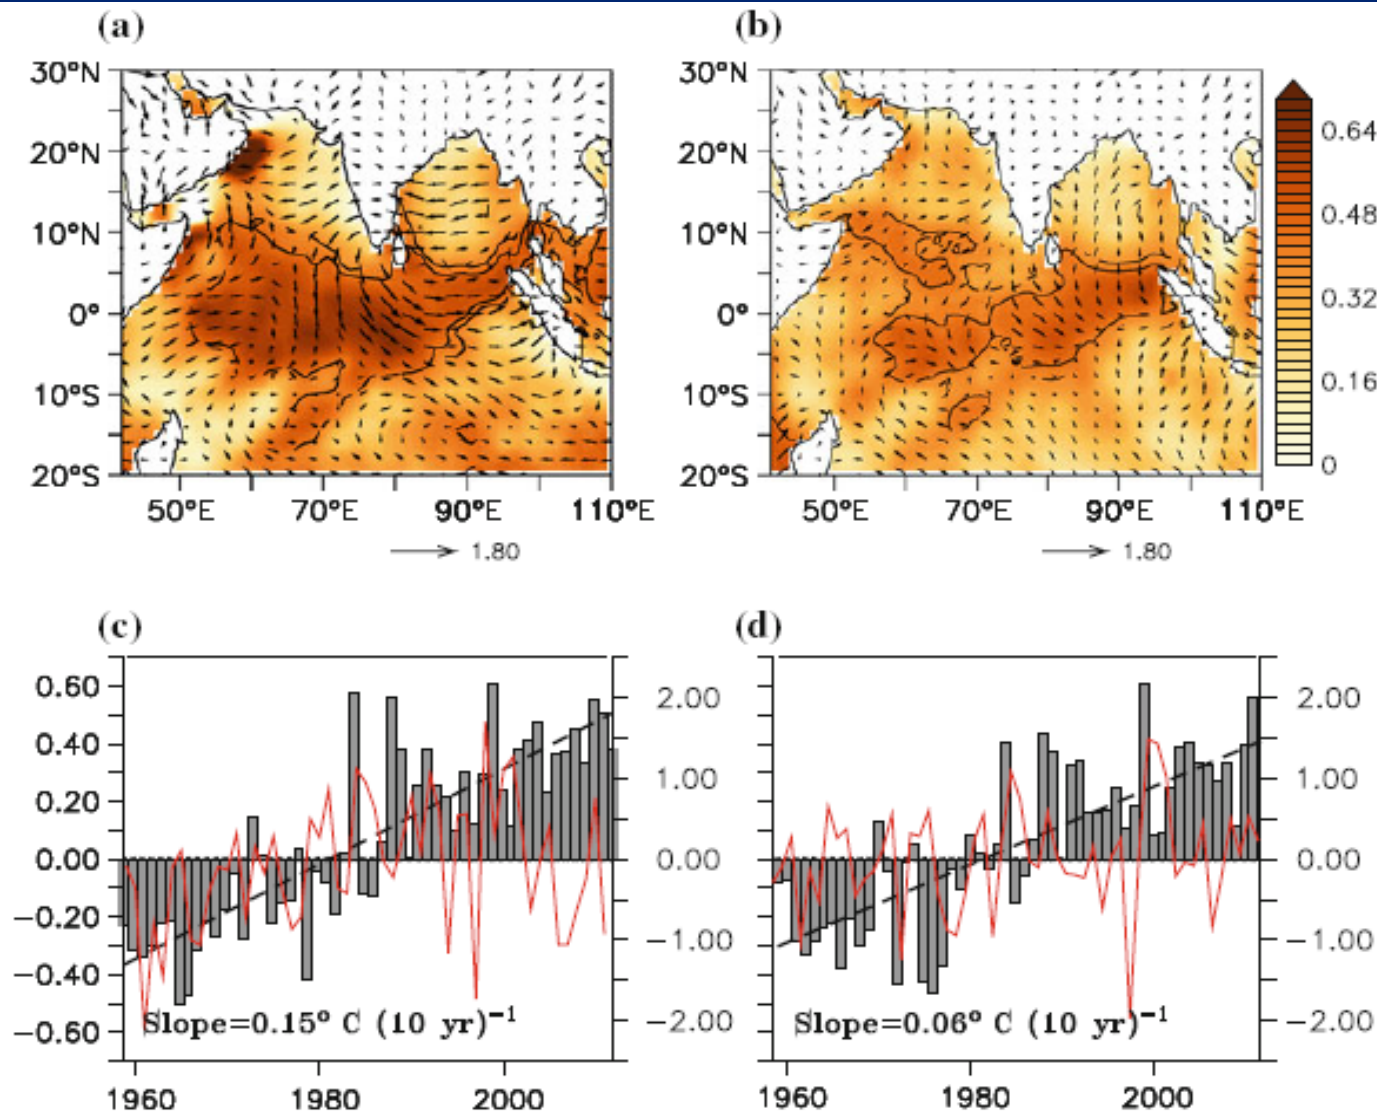 (a) (b)
30°N 30°N
20°N 20°N
10°N 10°N
0° 0°
10°S 10°S
20°S 20°S
50°E 70°E 90°E 110°E 50°E 70°E 90°E 110°E
0.64
0.48
0.32
0.16
0
1.80 1.80
(c) (d)
0.60 2.00 2.00
0.40
1.00 1.00
0.20
0.00 0.00 0.00
−0.20
−1.00 −1.00
−0.40
−0.60 −2.00 −2.00
Slope=0.15° C (10 yr)⁻¹ Slope=0.06° C (10 yr)⁻¹
1960 1980 2000 1960 1980 2000